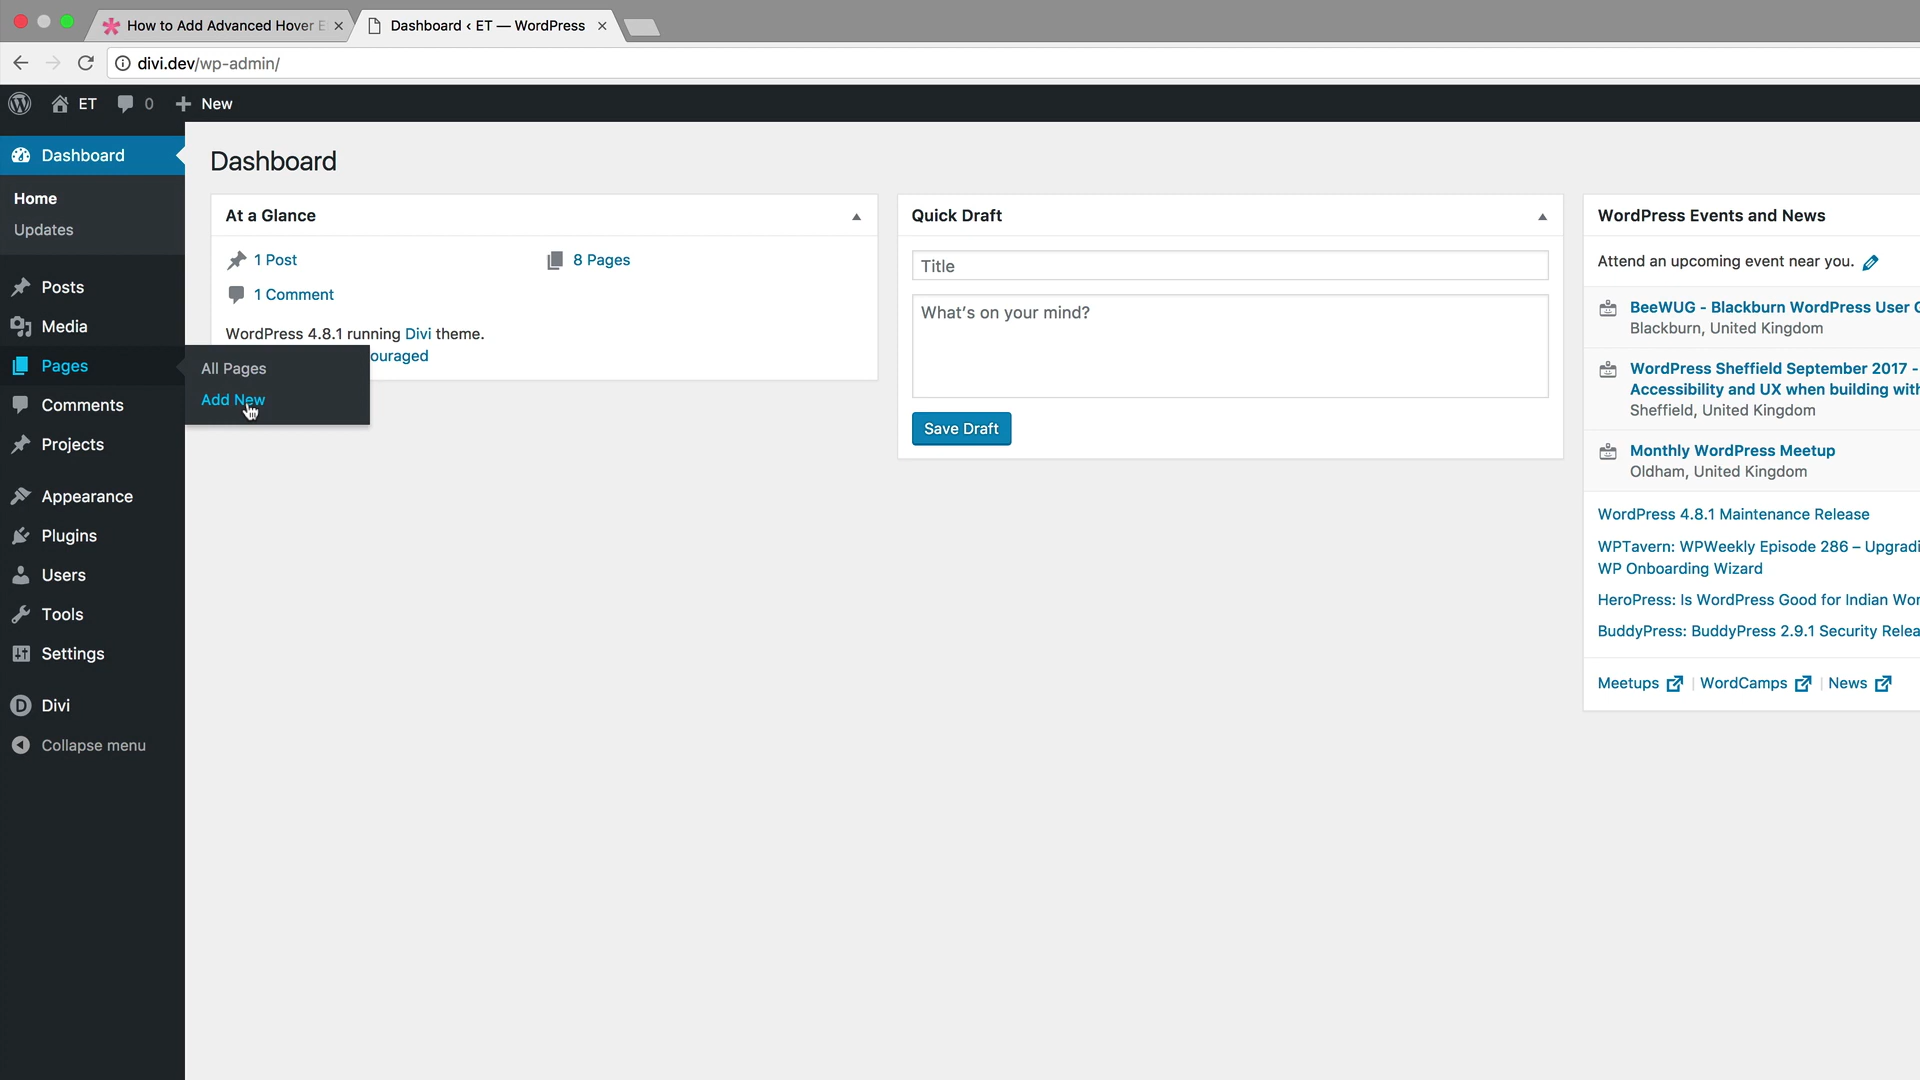 How to Add Advanced Hover E
Dashboard ‹ ET — WordPress
divi.dev/wp-admin/
ET
0
New
Dashboard
Home
Updates
Posts
Media
Pages
Comments
Projects
Appearance
Plugins
Users
Tools
Settings
Divi
Collapse menu
All Pages
Add New
Dashboard
At a Glance
1 Post
8 Pages
1 Comment
WordPress 4.8.1 running Divi theme.
ouraged
Quick Draft
Title
What's on your mind?
Save Draft
WordPress Events and News
Attend an upcoming event near you.
BeeWUG - Blackburn WordPress User G
Blackburn, United Kingdom
WordPress Sheffield September 2017 -
Accessibility and UX when building with
Sheffield, United Kingdom
Monthly WordPress Meetup
Oldham, United Kingdom
WordPress 4.8.1 Maintenance Release
WPTavern: WPWeekly Episode 286 – Upgradi
WP Onboarding Wizard
HeroPress: Is WordPress Good for Indian Wor
BuddyPress: BuddyPress 2.9.1 Security Relea
Meetups | WordCamps | News